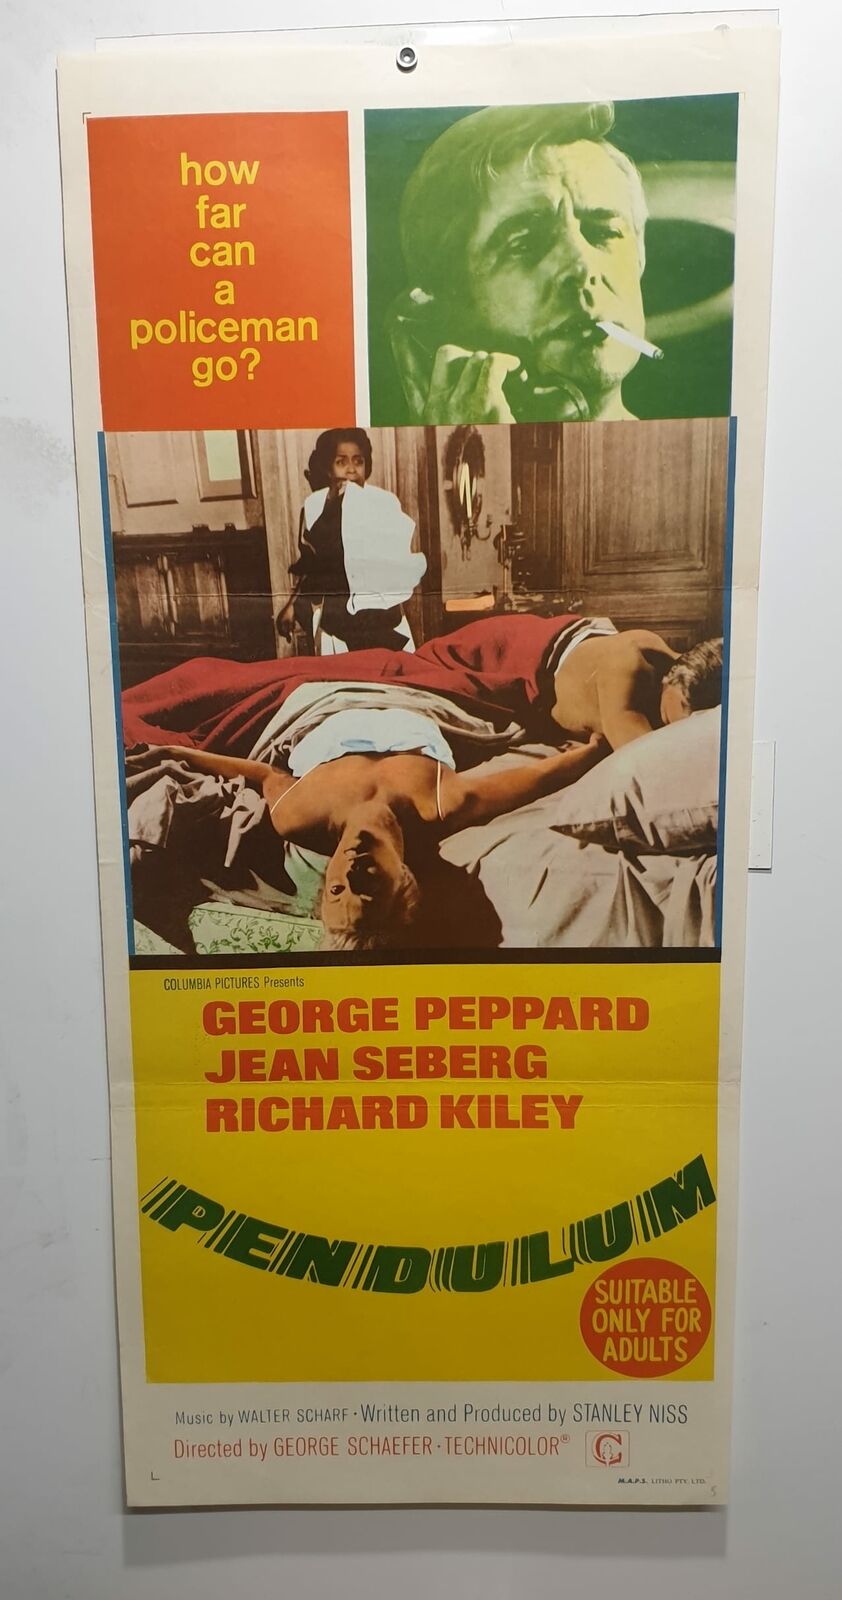 how
far
can
a
policeman
go?
COLUMBIA PICTURES Presents
GEORGE PEPPARD
JEAN SEBERG
RICHARD KILEY
PENDULUM
SUITABLE
ONLY FOR
ADULTS
Music by WALTER SCHARF · Written and Produced by STANLEY NISS
Directed by GEORGE SCHAEFER · TECHNICOLOR® C
M.A.P.S. LITHO PTY. LTD.
5